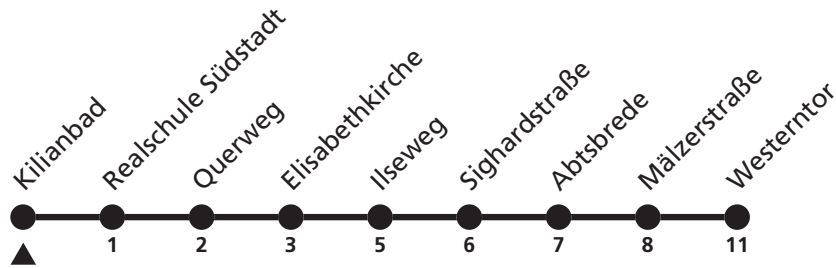 Kilianbad
Realschule Südstadt
Querweg
Elisabethkirche
Ilseweg
Sighardstraße
Abtsbrede
Mälzerstraße
Westerntor
1 2 3 5 6 7 8 11